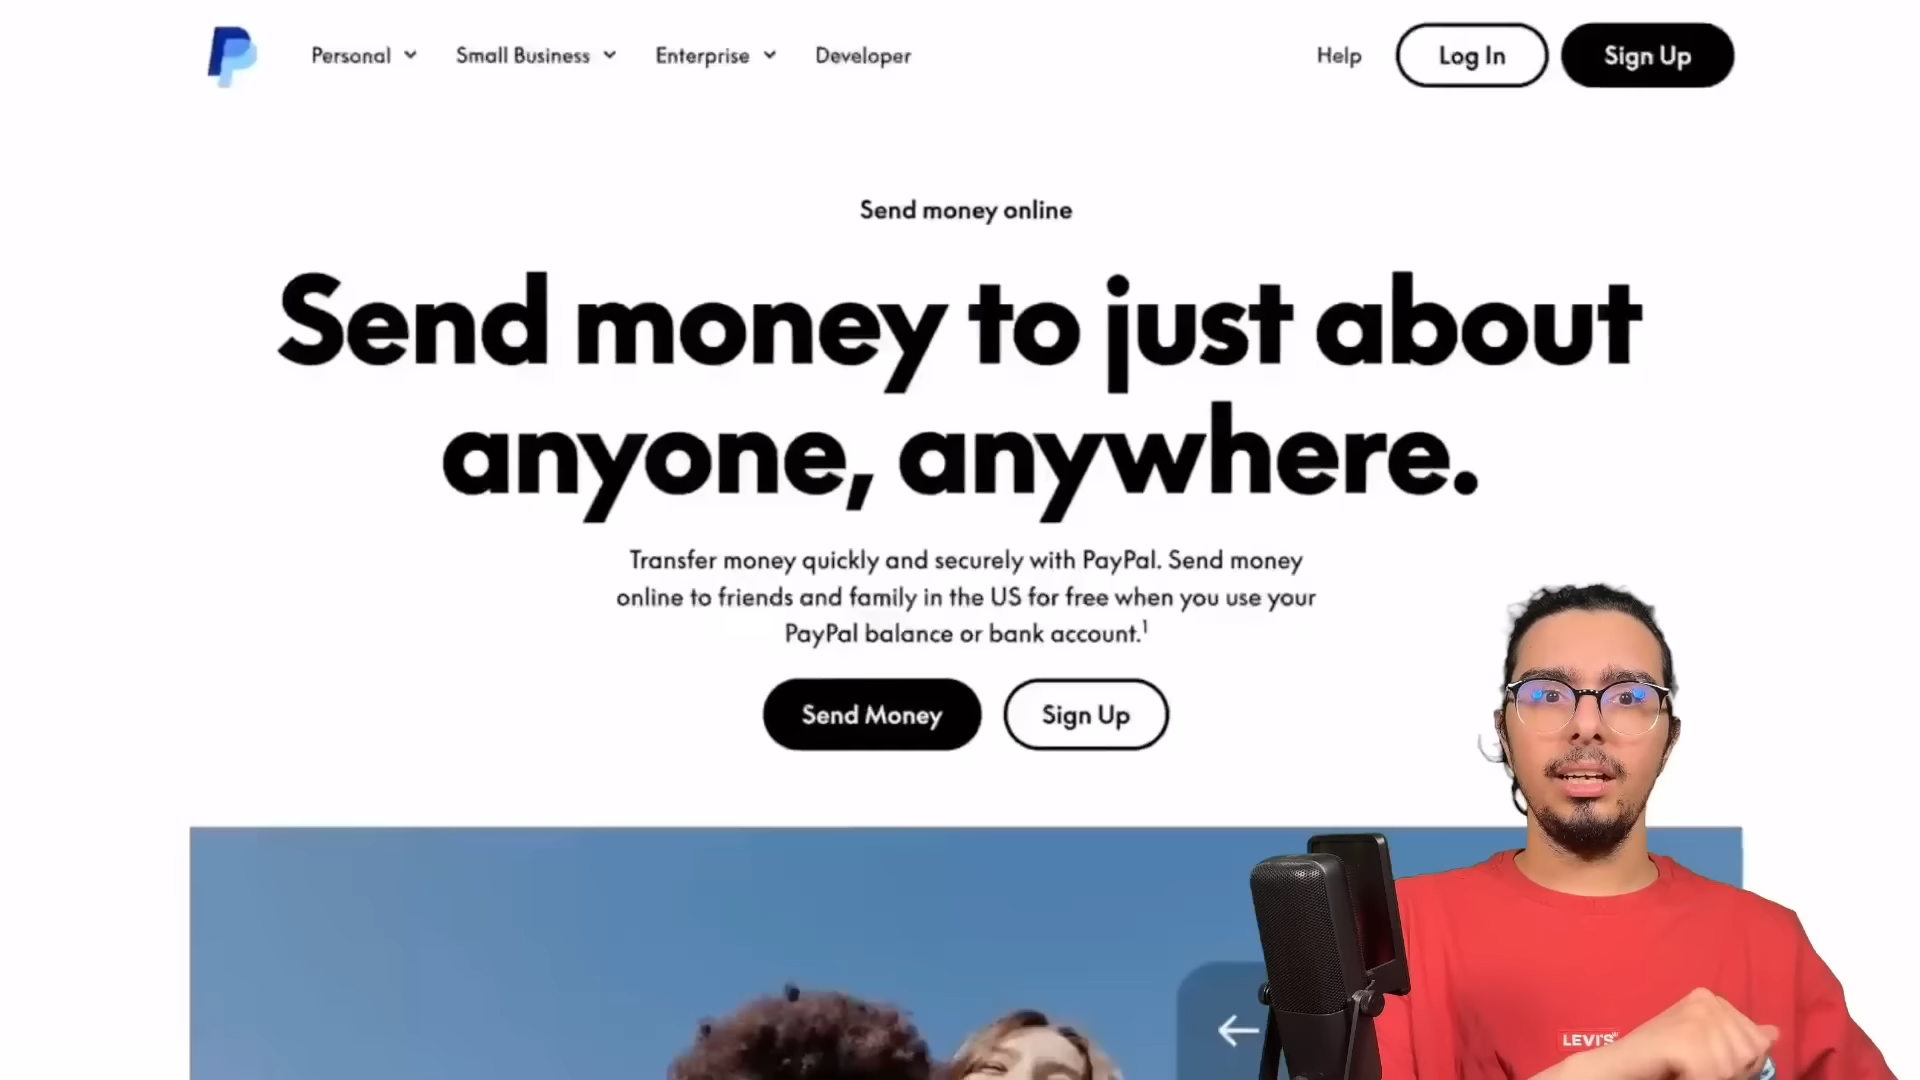 Personal
Small Business
Enterprise
Developer
Help
Log In
Sign Up
Send money online
Send money to just about
anyone, anywhere.
Transfer money quickly and securely with PayPal. Send money
online to friends and family in the US for free when you use your
PayPal balance or bank account.¹
Send Money
Sign Up
LEVI'S